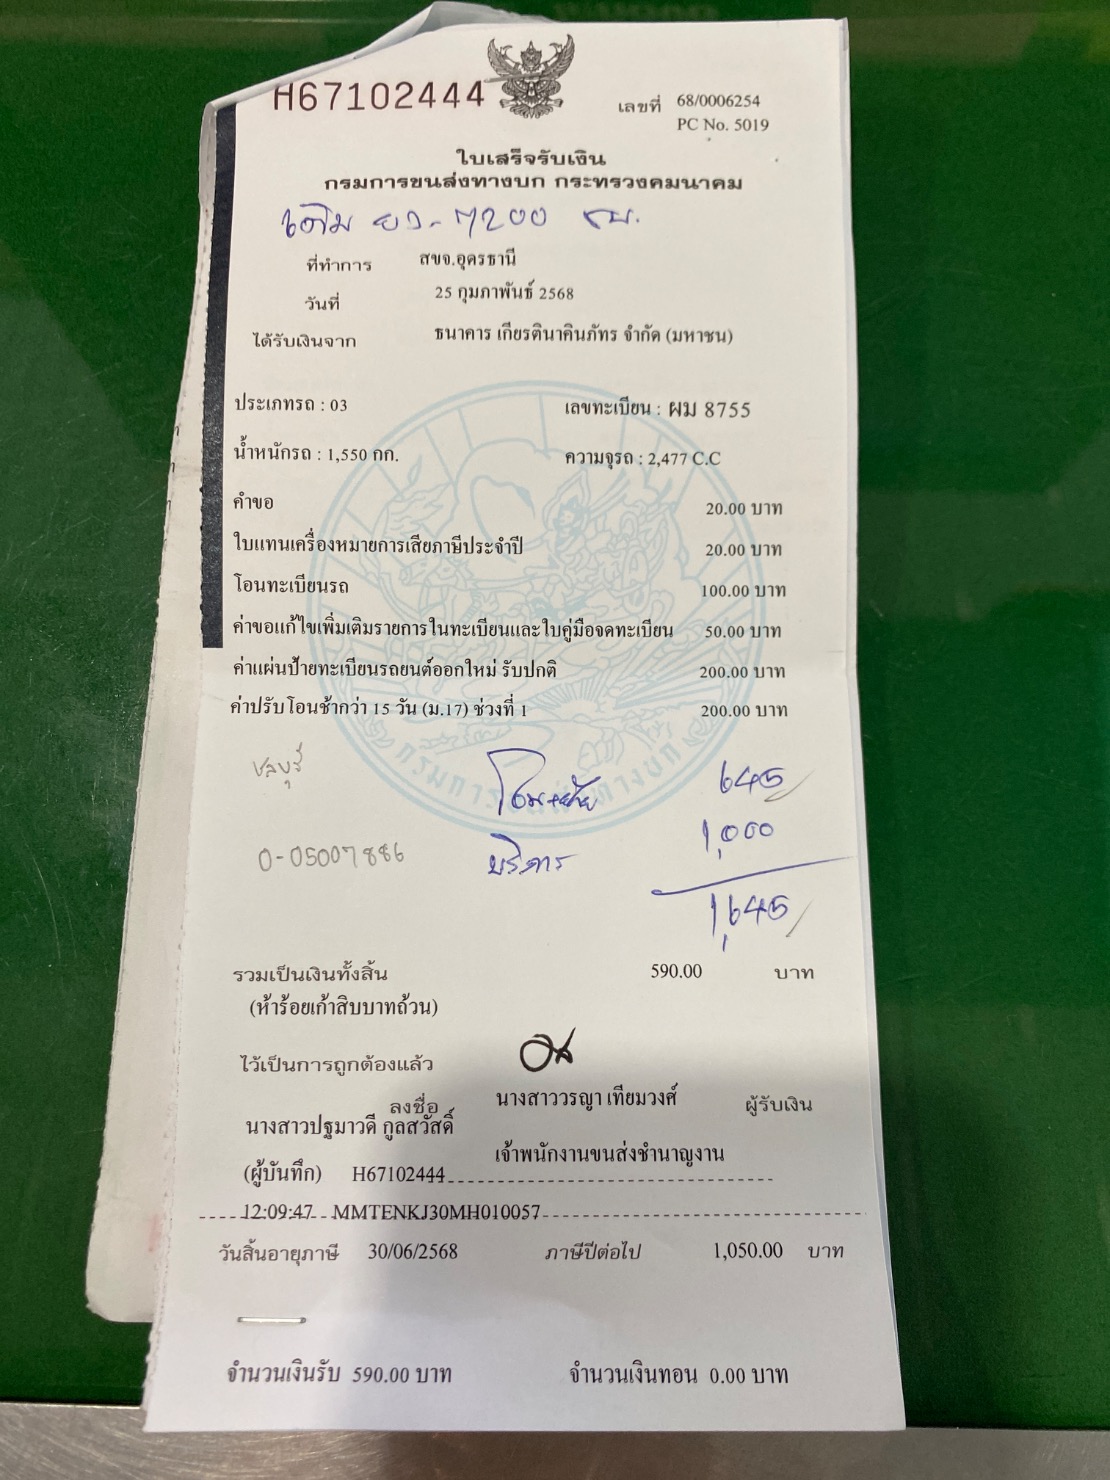 H67102444
เลขที่ 68/0006254
PC No. 5019
ใบเสร็จรับเงิน
กรมการขนส่งทางบก กระทรวงคมนาคม
เดิม ยว-7200 ชบ.
ที่ทำการ สขจ.อุดรธานี
วันที่ 25 กุมภาพันธ์ 2568
ได้รับเงินจาก ธนาคาร เกียรตินาคินภัทร จำกัด (มหาชน)
ประเภทรถ : 03 เลขทะเบียน : ผม 8755
น้ำหนักรถ : 1,550 กก. ความจุรถ : 2,477 C.C
คำขอ 20.00 บาท
ใบแทนเครื่องหมายการเสียภาษีประจำปี 20.00 บาท
โอนทะเบียนรถ 100.00 บาท
ค่าขอแก้ไขเพิ่มเติมรายการในทะเบียนและใบคู่มือจดทะเบียน 50.00 บาท
ค่าแผ่นป้ายทะเบียนรถยนต์ออกใหม่ รับปกติ 200.00 บาท
ค่าปรับโอนช้ากว่า 15 วัน (ม.17) ช่วงที่ 1 200.00 บาท
ชลบุรี 645
0-05007886 บริการ 1,000
1,645
รวมเป็นเงินทั้งสิ้น 590.00 บาท
(ห้าร้อยเก้าสิบบาทถ้วน)
ไว้เป็นการถูกต้องแล้ว
ลงชื่อ นางสาววรญา เทียมวงศ์ ผู้รับเงิน
นางสาวปฐมาวดี กูลสวัสดิ์
เจ้าพนักงานขนส่งชำนาญงาน
(ผู้บันทึก) H67102444
12:09:47 MMTENKJ30MH010057
วันสิ้นอายุภาษี 30/06/2568 ภาษีปีต่อไป 1,050.00 บาท
จำนวนเงินรับ 590.00 บาท จำนวนเงินทอน 0.00 บาท